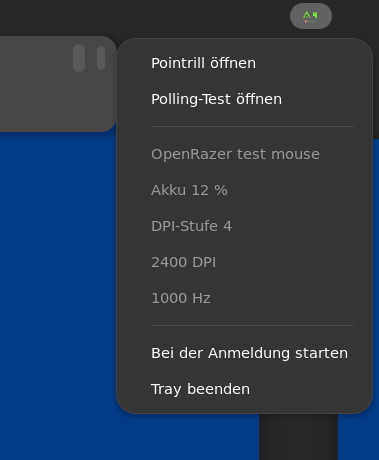 Pointrill öffnen
Polling-Test öffnen
OpenRazer test mouse
Akku 12 %
DPI-Stufe 4
2400 DPI
1000 Hz
Bei der Anmeldung starten
Tray beenden